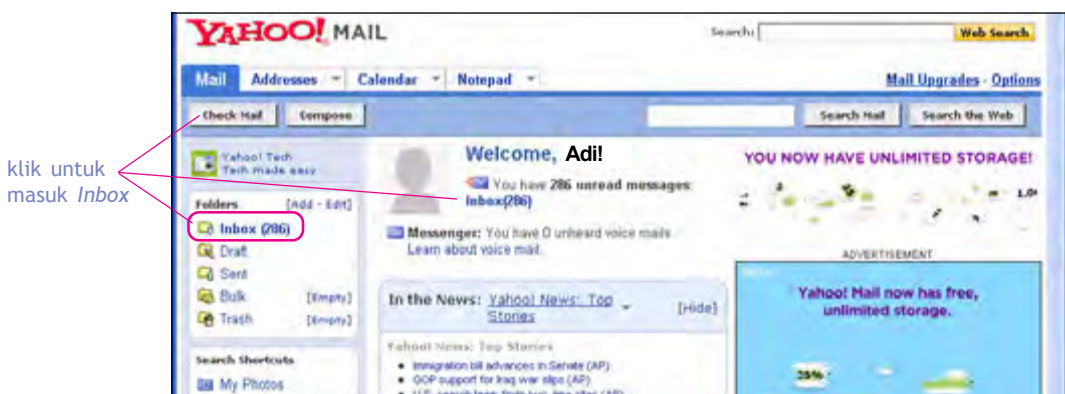 YAHOO! MAIL
Search: Web Search
Mail Addresses Calendar Notepad Mail Upgrades - Options
Check Mail Compose Search Mail Search the Web
klik untuk
masuk Inbox
Yahoo! Tech
Tech made easy
Folders [Add - Edit]
Inbox (286)
Draft
Sent
Bulk [Empty]
Trash [Empty]
Search Shortcuts
My Photos
Welcome, Adi!
You have 286 unread messages:
Inbox(286)
Messenger: You have 0 unheard voice mails
Learn about voice mail.
In the News: Yahoo! News: Top [Hide]
Stories
Yahoo! News: Top Stories
Immigration bill advances in Senate (AP)
GOP support for Iraq war slips (AP)
YOU NOW HAVE UNLIMITED STORAGE!
ADVERTISEMENT
Yahoo! Mail now has free,
unlimited storage.